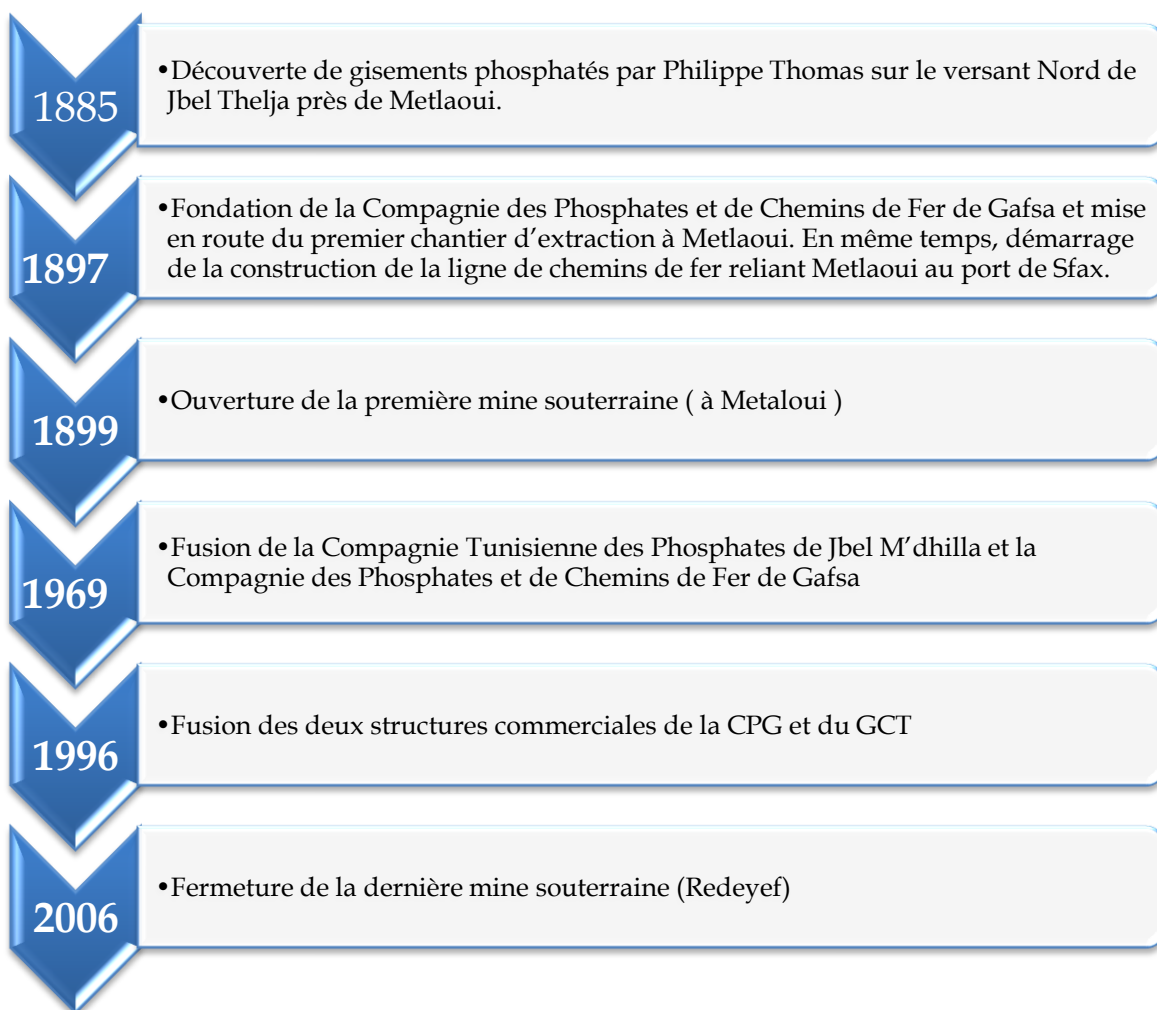 1885
•Découverte de gisements phosphatés par Philippe Thomas sur le versant Nord de
Jbel Thelja près de Metlaoui.
1897
•Fondation de la Compagnie des Phosphates et de Chemins de Fer de Gafsa et mise
en route du premier chantier d’extraction à Metlaoui. En même temps, démarrage
de la construction de la ligne de chemins de fer reliant Metlaoui au port de Sfax.
1899
•Ouverture de la première mine souterraine ( à Metaloui )
1969
•Fusion de la Compagnie Tunisienne des Phosphates de Jbel M’dhilla et la
Compagnie des Phosphates et de Chemins de Fer de Gafsa
1996
•Fusion des deux structures commerciales de la CPG et du GCT
2006
•Fermeture de la dernière mine souterraine (Redeyef)